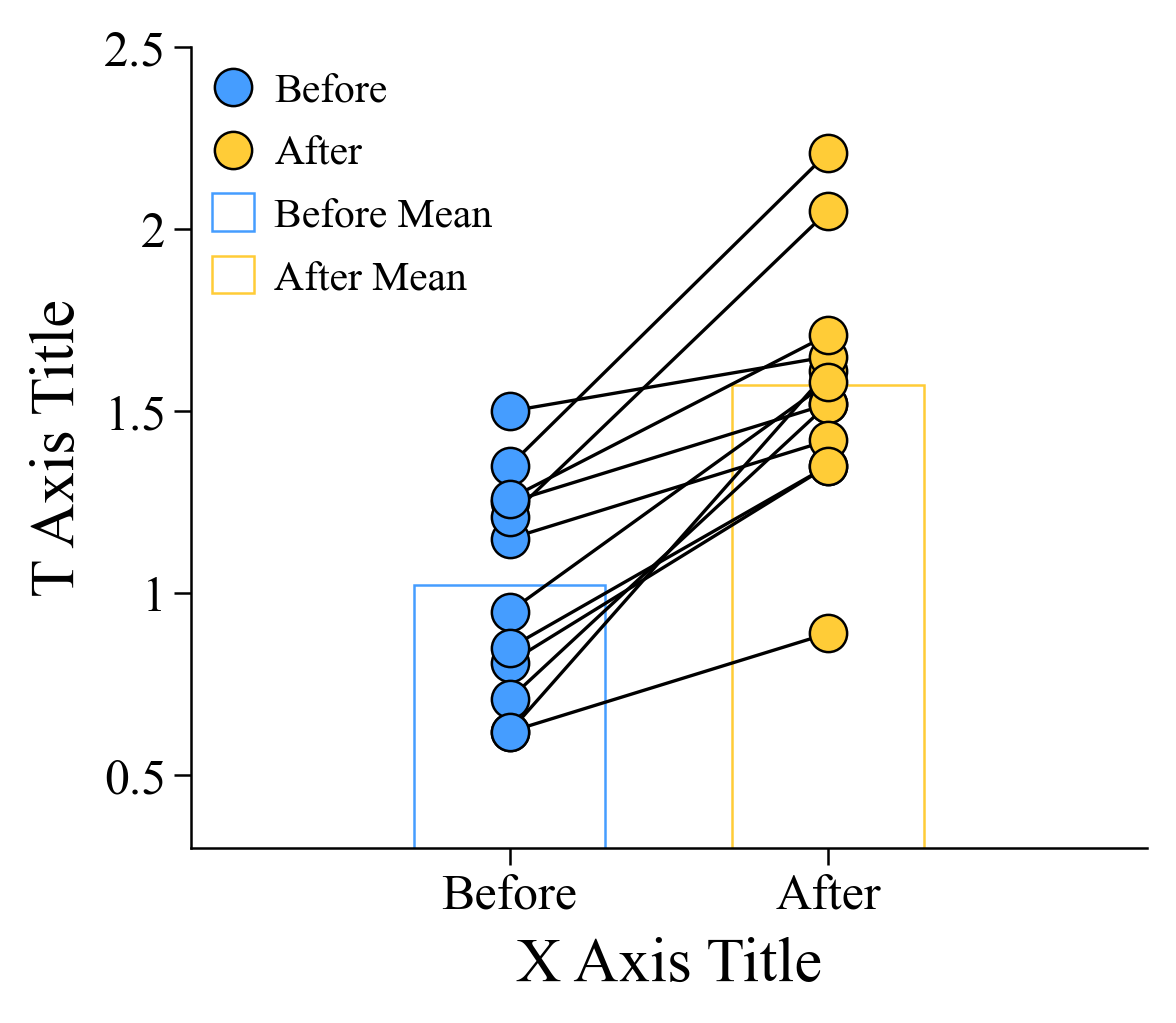 2.5
2
1.5
1
0.5
T Axis Title
Before
After
Before Mean
After Mean
Before
After
X Axis Title